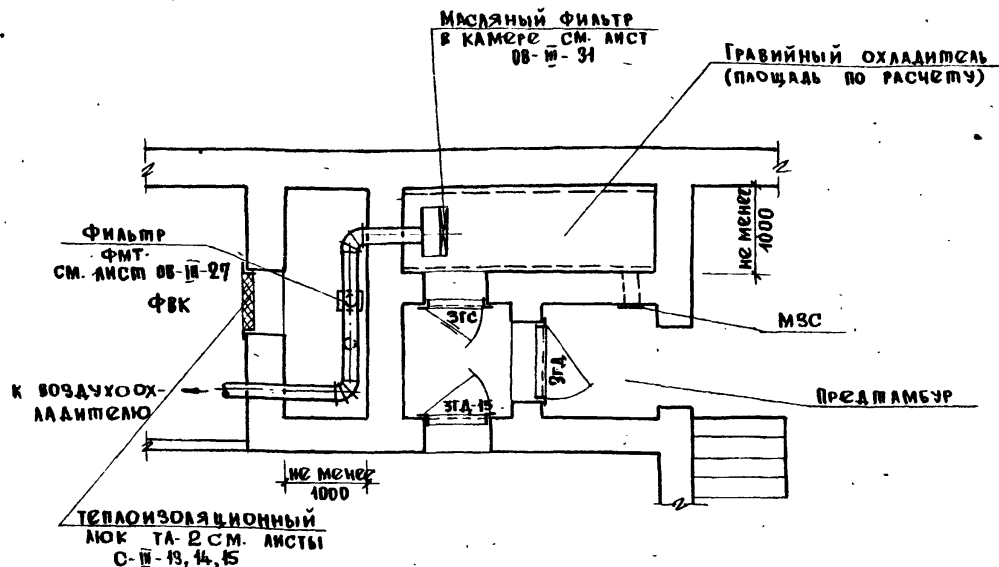 Масляный фильтр
в камере см. лист
ОВ-III-31
Гравийный охладитель
(площадь по расчету)
не менее
1000
Фильтр
ФМТ
см. лист ОВ-III-27
ФВК
ЗГС
МЗС
ЗГД
К воздухоох-
ладителю
ЗГД-15
Предтамбур
не менее
1000
Теплоизоляционный
люк ТЛ-2 см. листы
С-III-13, 14, 15